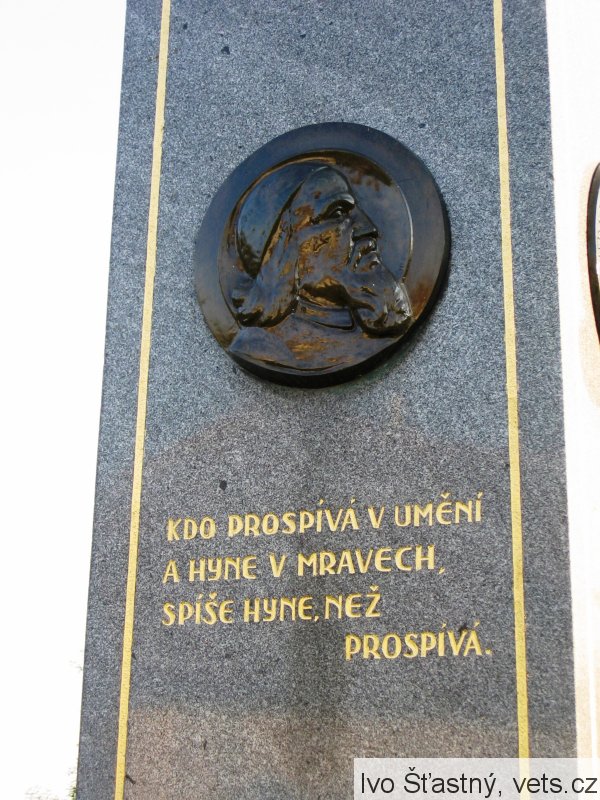 KDO PROSPÍVÁ V UMĚNÍ
A HYNE V MRAVECH,
SPÍŠE HYNE, NEŽ
PROSPÍVÁ.
Ivo Šťastný, vets.cz